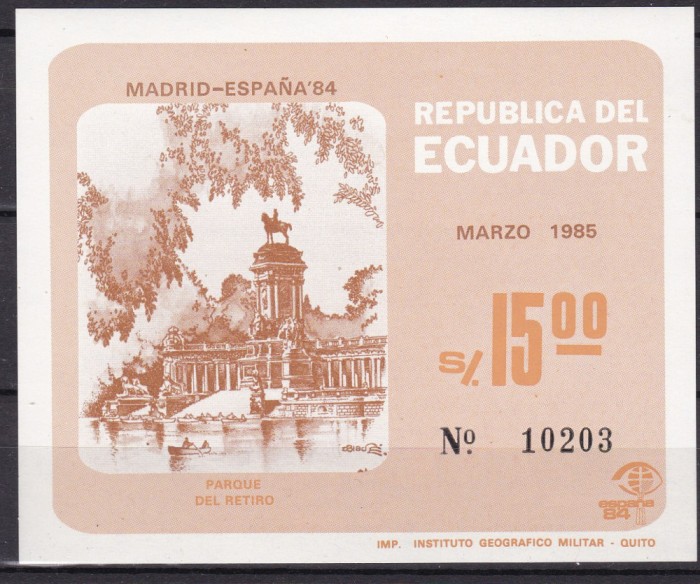 MADRID-ESPAÑA'84
REPUBLICA DEL
ECUADOR
MARZO 1985
S/. 15.00
Nº 10203
PARQUE
DEL RETIRO
españa
84
IMP. INSTITUTO GEOGRAFICO MILITAR - QUITO